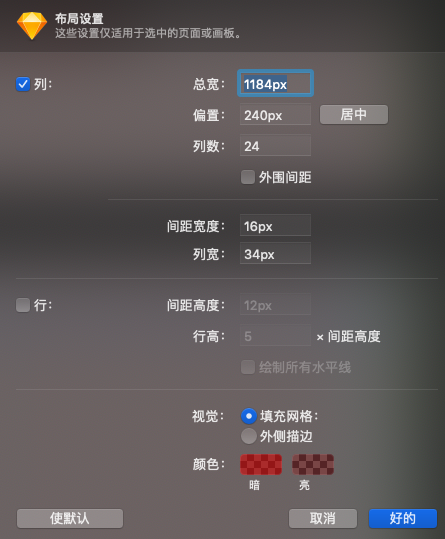 布局设置
这些设置仅适用于选中的页面或画板。
列： 总宽： 1184px
偏置： 240px 居中
列数： 24
外围间距
间距宽度： 16px
列宽： 34px
行： 间距高度： 12px
行高： 5 × 间距高度
绘制所有水平线
视觉： 填充网格：
外侧描边
颜色：
暗 亮
使默认 取消 好的